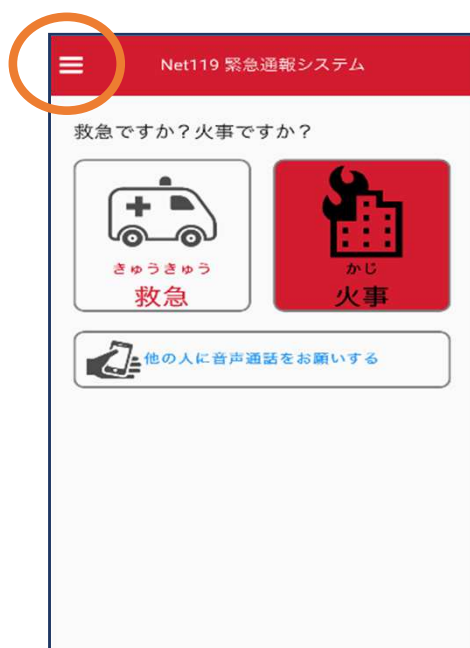 Net119 緊急通報システム
救急ですか？火事ですか？
きゅうきゅう
救急
かじ
火事
他の人に音声通話をお願いする